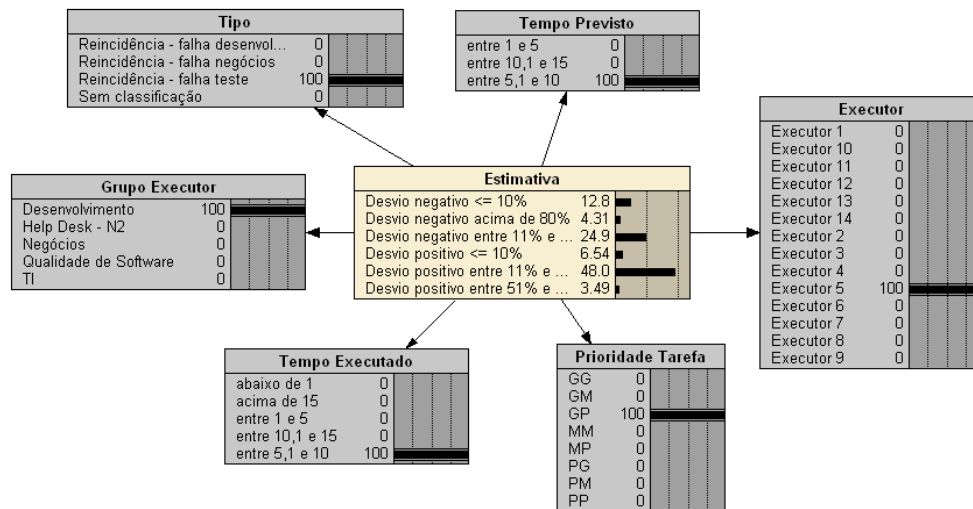 Tipo
Reincidência - falha desenvol... 0
Reincidência - falha negócios 0
Reincidência - falha teste 100
Sem classificação 0
Tempo Previsto
entre 1 e 5 0
entre 10,1 e 15 0
entre 5,1 e 10 100
Executor
Executor 1 0
Executor 10 0
Executor 11 0
Executor 12 0
Executor 13 0
Executor 14 0
Executor 2 0
Executor 3 0
Executor 4 0
Executor 5 100
Executor 6 0
Executor 7 0
Executor 8 0
Executor 9 0
Grupo Executor
Desenvolvimento 100
Help Desk - N2 0
Negócios 0
Qualidade de Software 0
TI 0
Estimativa
Desvio negativo <= 10% 12.8
Desvio negativo acima de 80% 4.31
Desvio negativo entre 11% e ... 24.9
Desvio positivo <= 10% 6.54
Desvio positivo entre 11% e ... 48.0
Desvio positivo entre 51% e ... 3.49
Tempo Executado
abaixo de 1 0
acima de 15 0
entre 1 e 5 0
entre 10,1 e 15 0
entre 5,1 e 10 100
Prioridade Tarefa
GG 0
GM 0
GP 100
MM 0
MP 0
PG 0
PM 0
PP 0